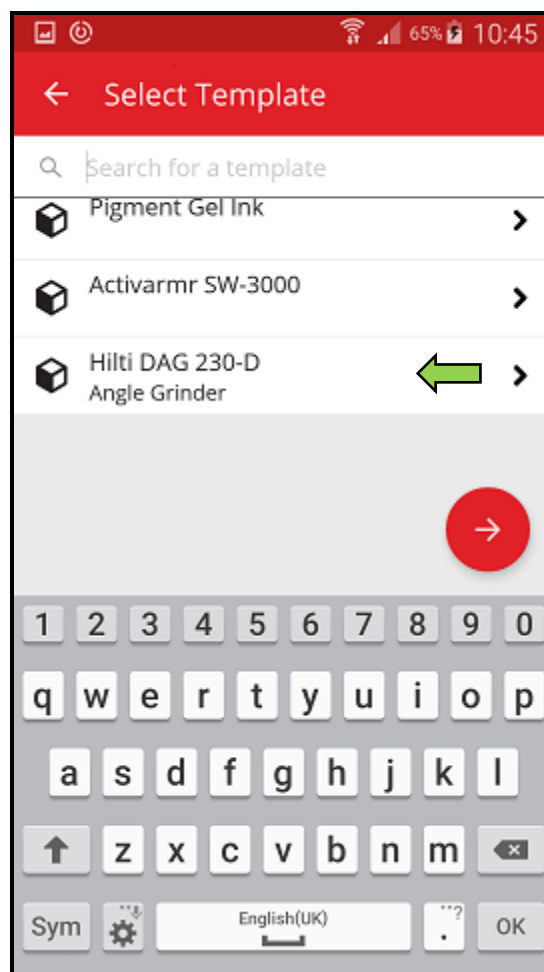 65% 10:45
Select Template
Search for a template
Pigment Gel Ink
Activarmr SW-3000
Hilti DAG 230-D
Angle Grinder
1 2 3 4 5 6 7 8 9 0
q w e r t y u i o p
a s d f g h j k l
z x c v b n m
Sym English(UK) ...? . OK